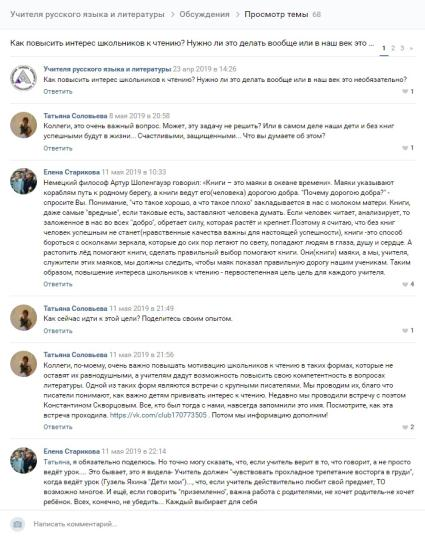 Учителя русского языка и литературы > Обсуждения > Просмотр темы 68
Как повысить интерес школьников к чтению? Нужно ли это делать вообще или в наш век это ...
1 2 3 »
Учителя русского языка и литературы 23 апр 2019 в 14:26
Как повысить интерес школьников к чтению? Нужно ли это делать вообще или в наш век это необязательно?
Ответить 1
Татьяна Соловьева 8 мая 2019 в 20:58
Коллеги, это очень важный вопрос. Может, эту задачу не решить? Или в самом деле наши дети и без книг
успешными будут в жизни... Счастливыми, защищенными... Что вы думаете об этом?
Ответить 1
Елена Старикова 11 мая 2019 в 10:33
Немецкий философ Артур Шопенгауэр говорил: «Книги – это маяки в океане времени». Маяки указывают
кораблям путь к родному берегу, а книги ведут его(человека) дорогою добра. "Почему дорогою добра?" -
спросите Вы. Понимание, "что такое хорошо, а что такое плохо" закладывается в нас с молоком матери. Книги,
даже самые "вредные", если таковые есть, заставляют человека думать. Если человек читает, анализирует, то
заложенное в нас во всех "добро", обретает силу, которая растёт и крепнет.Поэтому я считаю, что без книг
человек успешным не станет(нравственные качества важны для настоящей успешности), книги -это способ
бороться с осколками зеркала, которые до сих пор летают по свету, попадают людям в глаза, душу и сердце. А
растопить лёд помогают книги, сделать правильный выбор помогают книги. Они(книги) маяки, а мы, учителя,
служители этих маяков, мы должны следить, чтобы маяк показал правильную дорогу нашим ученикам. Таким
образом, повышение интереса школьников к чтению - первостепенная цель цель для каждого учителя.
Ответить 4
Татьяна Соловьева 11 мая 2019 в 21:49
Как сейчас идти к этой цели? Поделитесь своим опытом.
Ответить 1
Татьяна Соловьева 11 мая 2019 в 21:56
Коллеги, по-моему, очень важно повышать мотивацию школьников к чтению в таких формах, которые не
оставят их равнодушными, а учителям дадут возможность повысить свою компетентность в вопросах
литературы. Одной из таких форм являются встречи с крупными писателями. Мы проводим их, благо что
писатели понимают, как важно детям прививать интерес к чтению. Недавно мы проводили встречу с поэтом
Константином Скворцовым. Все, кто был тогда с нами, навсегда запомнили это имя. Посмотрите, как эта
встреча проходила. https://vk.com/club170773505 . Потом мы информацию дополним!
Ответить 2
Елена Старикова 11 мая 2019 в 22:14
Татьяна, я обязательно поделюсь. Но точно могу сказать, что, если учитель верит в то, что говорит, а не просто
ведёт урок.... Это бывает, это я видела- Учитель должен "чувствовать прохладное трепетание восторга в груди",
когда ведёт урок (Гузель Яхина "Дети мои")..., что, если учитель действительно любит свой предмет, ТО
возможно многое. И ещё, если говорить "приземленно", важна работа с родителями, не хочет родитель-не хочет
ребёнок. Всех, конечно, не убедить... Каждый выбирает для себя
Написать комментарий...